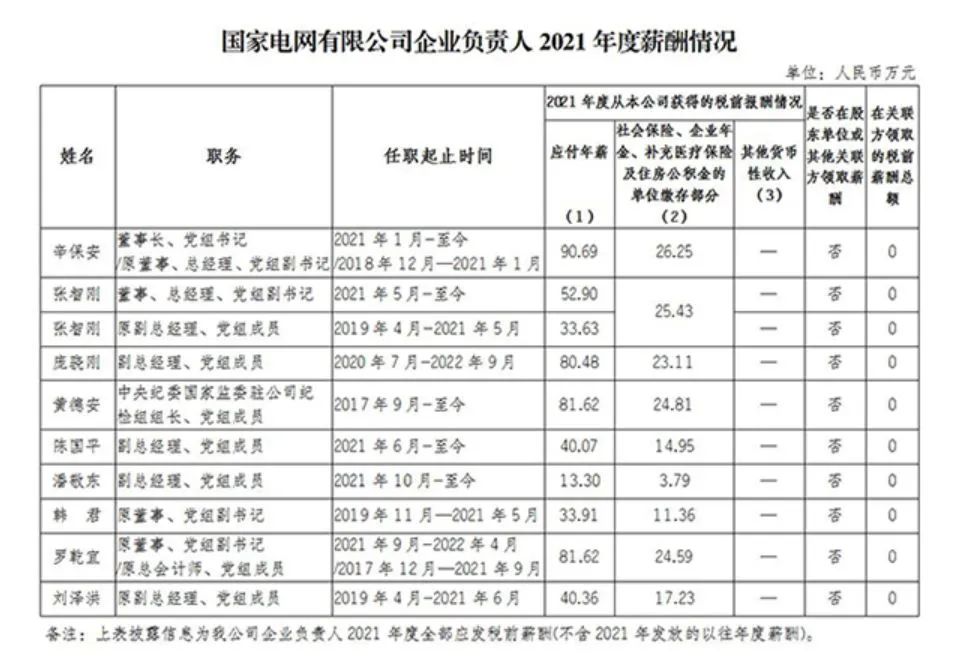 国家电网有限公司企业负责人 2021 年度薪酬情况
单位：人民币万元
姓名 职务 任职起止时间 2021 年度从本公司获得的税前报酬情况 是否在股东单位或其他关联方领取薪酬 在关联方领取的税前薪酬总额
应付年薪（1） 社会保险、企业年金、补充医疗保险及住房公积金的单位缴存部分（2） 其他货币性收入（3）
辛保安 董事长、党组书记/原董事、总经理、党组副书记 2021 年 1 月-至今/2018 年 12 月—2021 年 1 月 90.69 26.25 — 否 0
张智刚 董事、总经理、党组副书记 2021 年 5 月-至今 52.90 25.43 — 否 0
张智刚 原副总经理、党组成员 2019 年 4 月-2021 年 5 月 33.63 — 否 0
庞骁刚 副总经理、党组成员 2020 年 7 月-2022 年 9 月 80.48 23.11 — 否 0
黄德安 中央纪委国家监委驻公司纪检组组长、党组成员 2017 年 9 月-至今 81.62 24.81 — 否 0
陈国平 副总经理、党组成员 2021 年 6 月-至今 40.07 14.95 — 否 0
潘敬东 副总经理、党组成员 2021 年 10 月-至今 13.30 3.79 — 否 0
韩 君 原董事、党组副书记 2019 年 11 月—2021 年 5 月 33.91 11.36 — 否 0
罗乾宜 原董事、党组副书记/原总会计师、党组成员 2021 年 9 月-2022 年 4 月/2017 年 12 月—2021 年 9 月 81.62 24.59 — 否 0
刘泽洪 原副总经理、党组成员 2019 年 4 月-2021 年 6 月 40.36 17.23 — 否 0
备注：上表披露信息为我公司企业负责人 2021 年度全部应发税前薪酬(不含 2021 年发放的以往年度薪酬)。